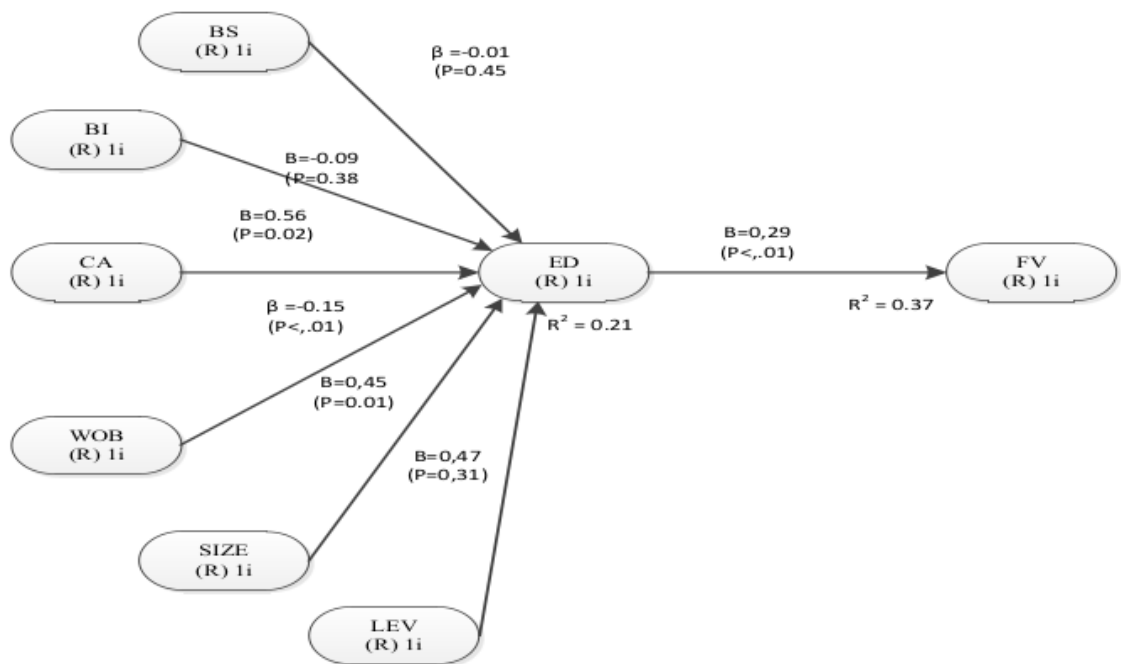 BS
(R) 1i
β =-0.01
(P=0.45
BI
(R) 1i
B=-0.09
(P=0.38
B=0.56
(P=0.02)
CA
(R) 1i
ED
(R) 1i
B=0,29
(P<,.01)
FV
(R) 1i
R² = 0.21
R² = 0.37
β =-0.15
(P<,.01)
B=0,45
(P=0.01)
WOB
(R) 1i
B=0,47
(P=0,31)
SIZE
(R) 1i
LEV
(R) 1i